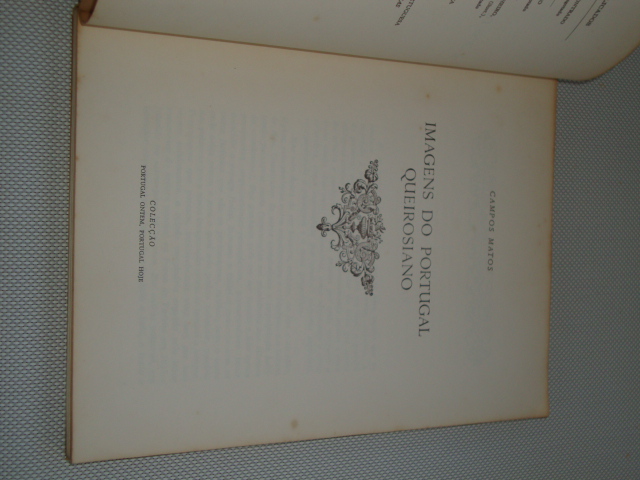 CAMPOS MATOS
IMAGENS DO PORTUGAL
QUEIROSIANO
COLECÇÃO
PORTUGAL ONTEM, PORTUGAL HOJE